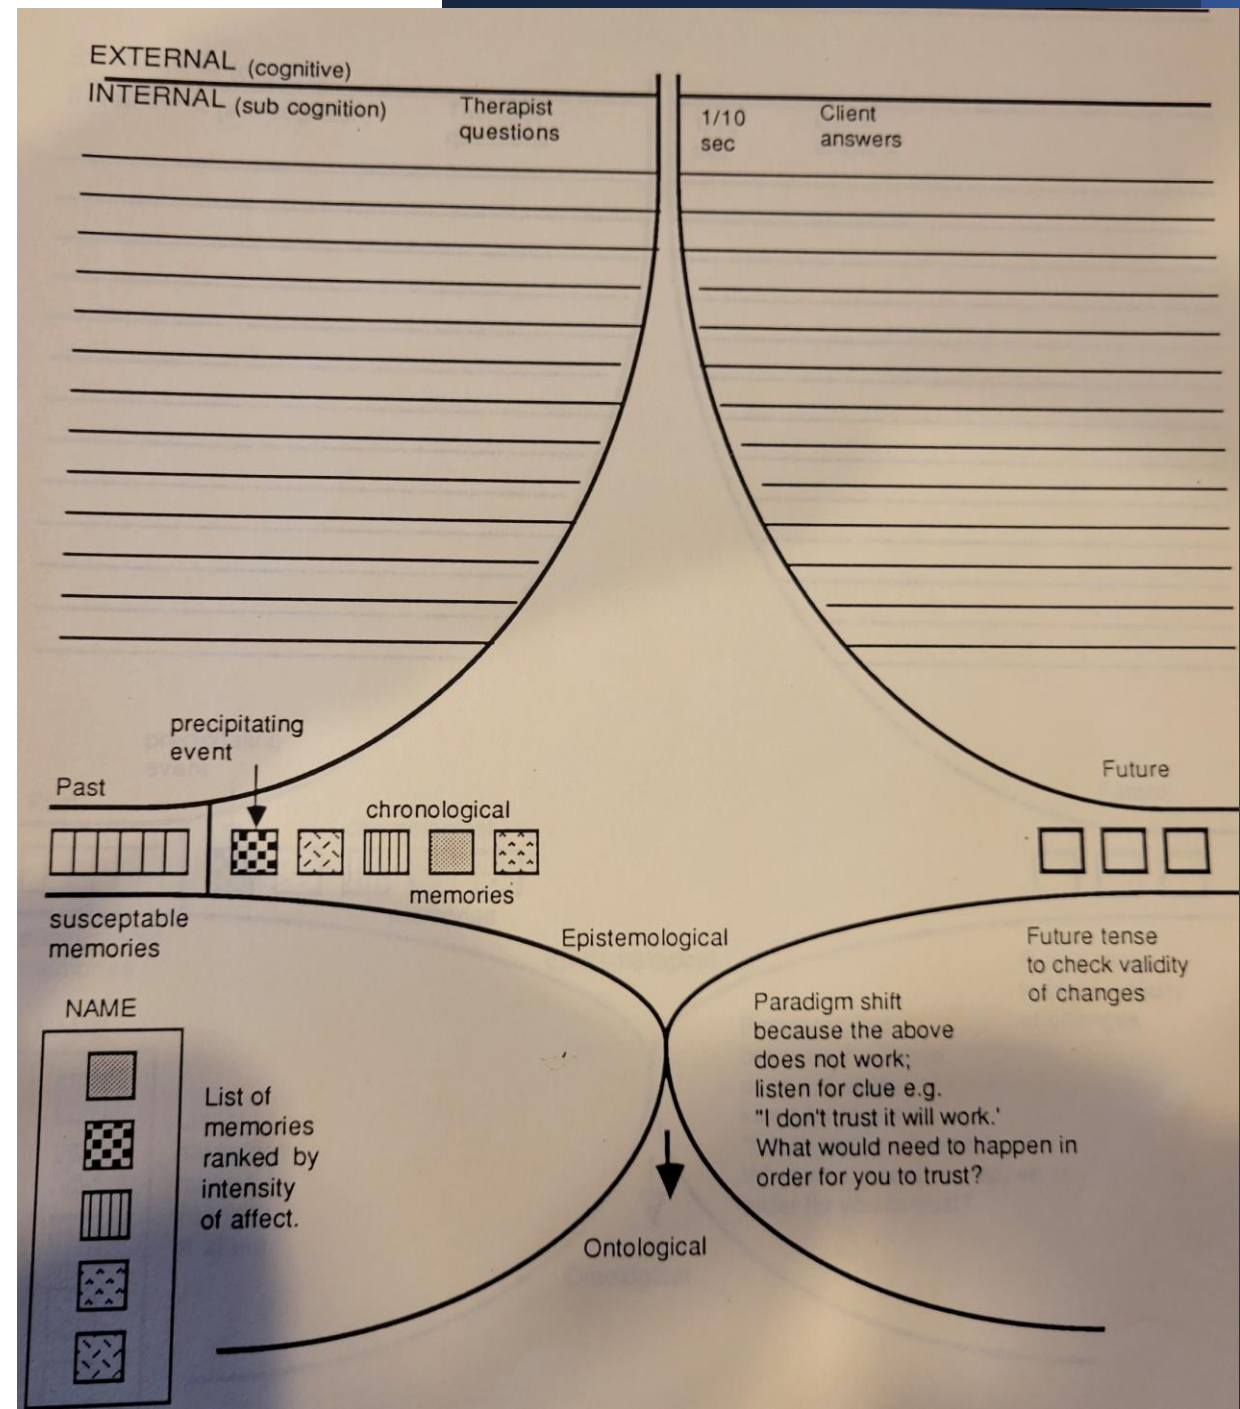 EXTERNAL (cognitive)
INTERNAL (sub cognition)
Therapist
questions
1/10
sec
Client
answers
precipitating
event
Past
chronological
memories
susceptable
memories
Future
Epistemological
Future tense
to check validity
of changes
Paradigm shift
because the above
does not work;
listen for clue e.g.
"I don't trust it will work.'
What would need to happen in
order for you to trust?
NAME
List of
memories
ranked by
intensity
of affect.
Ontological